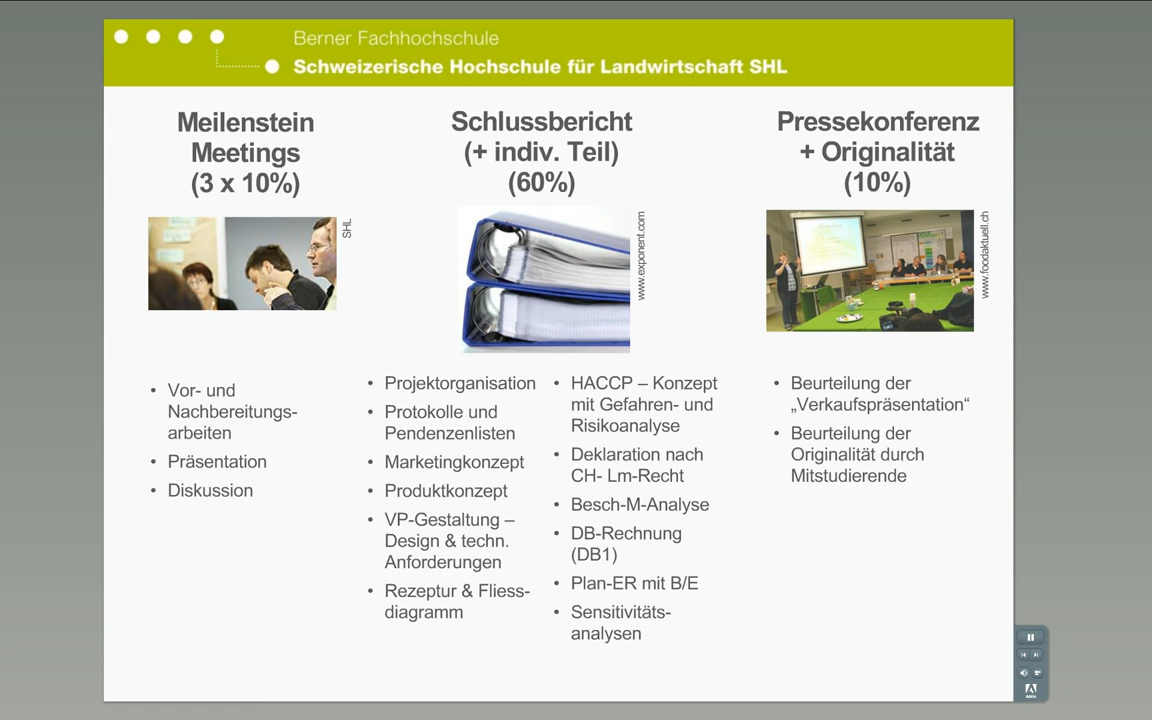 Berner Fachhochschule
Schweizerische Hochschule für Landwirtschaft SHL
Meilenstein
Meetings
(3 x 10%)
SHL
• Vor- und
Nachbereitungs-
arbeiten
• Präsentation
• Diskussion
Schlussbericht
(+ indiv. Teil)
(60%)
www.exponent.com
• Projektorganisation
• Protokolle und
Pendenzenlisten
• Marketingkonzept
• Produktkonzept
• VP-Gestaltung –
Design & techn.
Anforderungen
• Rezeptur & Fliess-
diagramm
• HACCP – Konzept
mit Gefahren- und
Risikoanalyse
• Deklaration nach
CH- Lm-Recht
• Besch-M-Analyse
• DB-Rechnung
(DB1)
• Plan-ER mit B/E
• Sensitivitäts-
analysen
Pressekonferenz
+ Originalität
(10%)
www.foodaktuell.ch
• Beurteilung der
„Verkaufspräsentation“
• Beurteilung der
Originalität durch
Mitstudierende